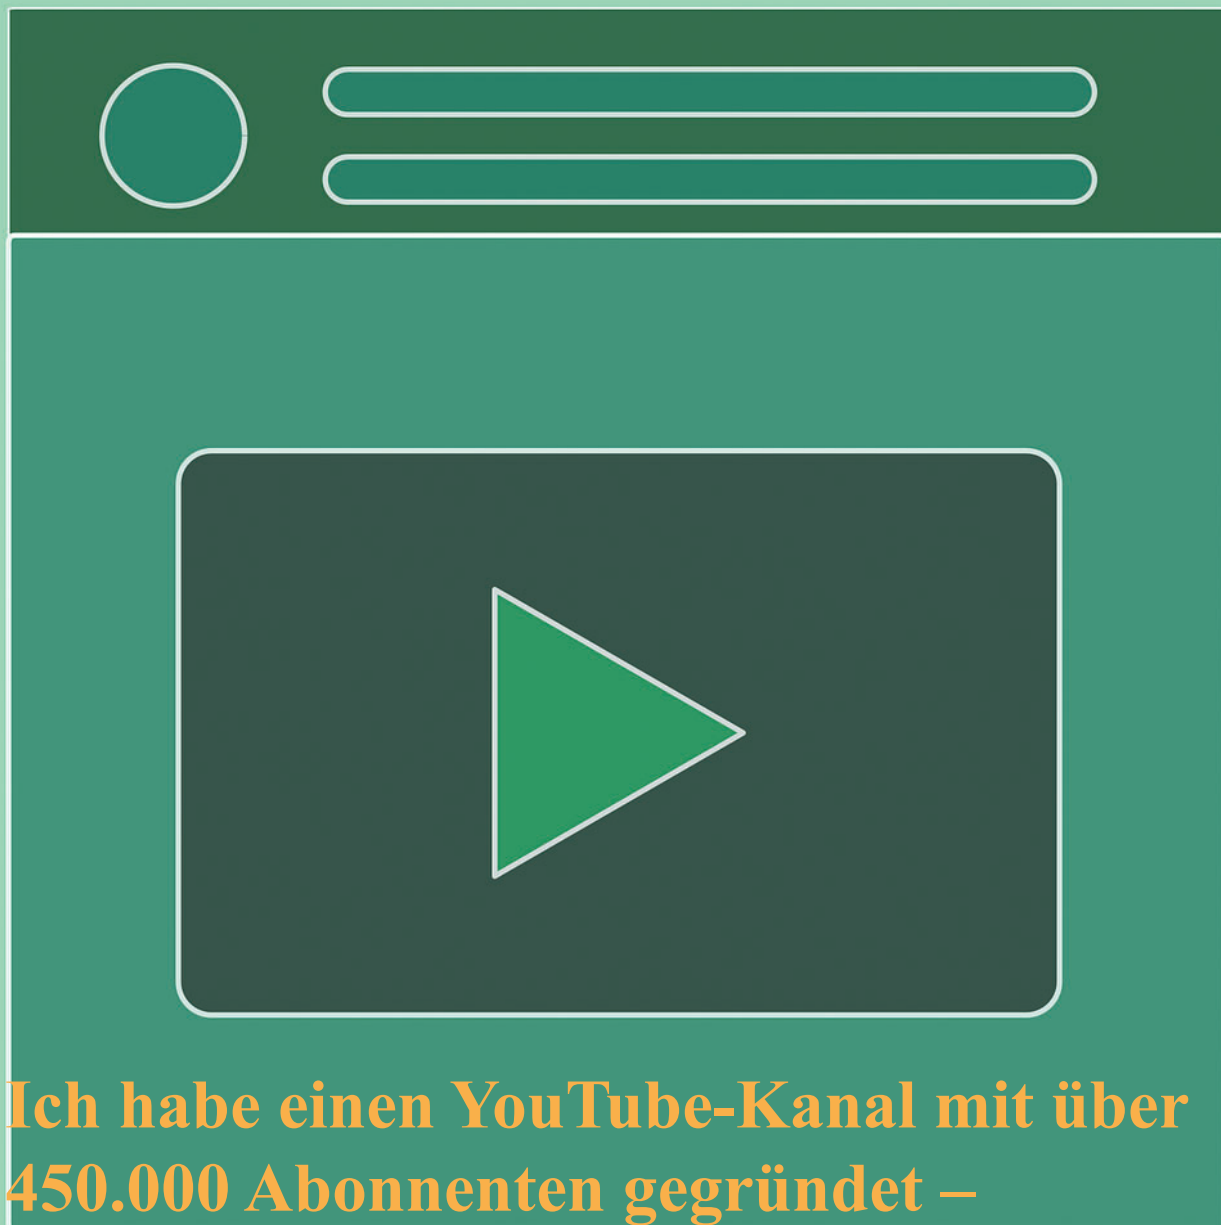 Ich habe einen YouTube-Kanal mit über
450.000 Abonnenten gegründet –